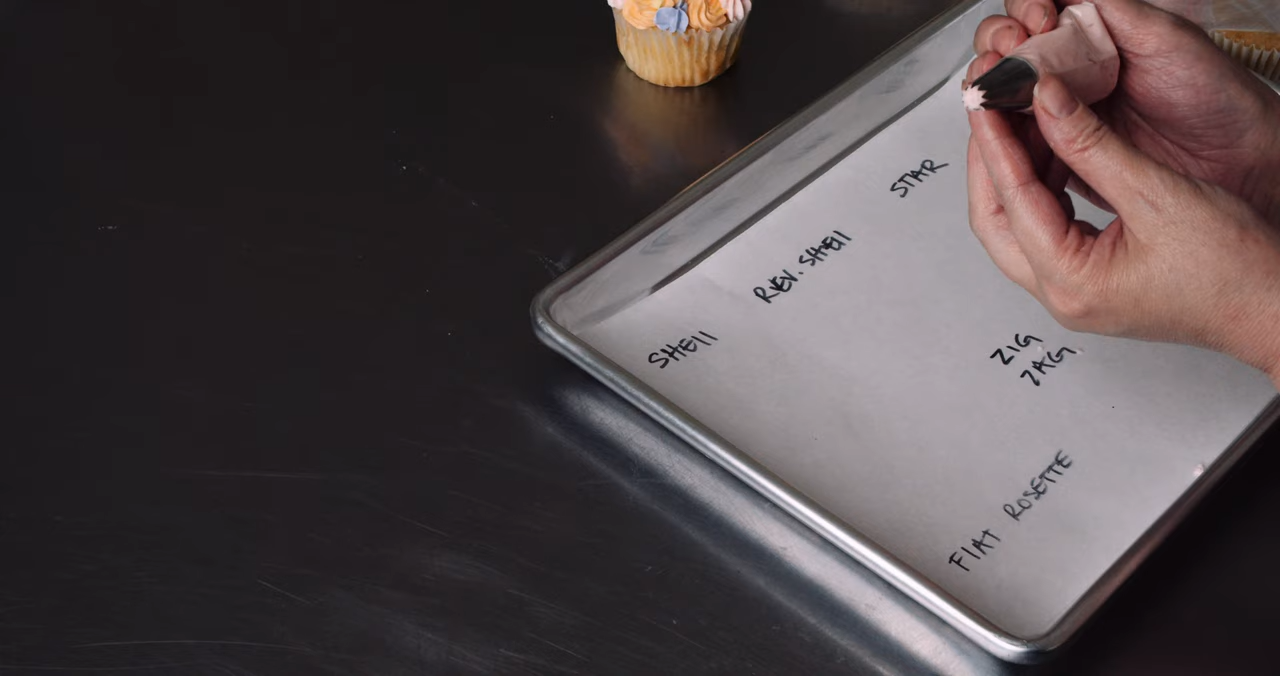 STAR
REV. SHEll
SHEll
ZIG
ZAG
FlAT ROSETTE